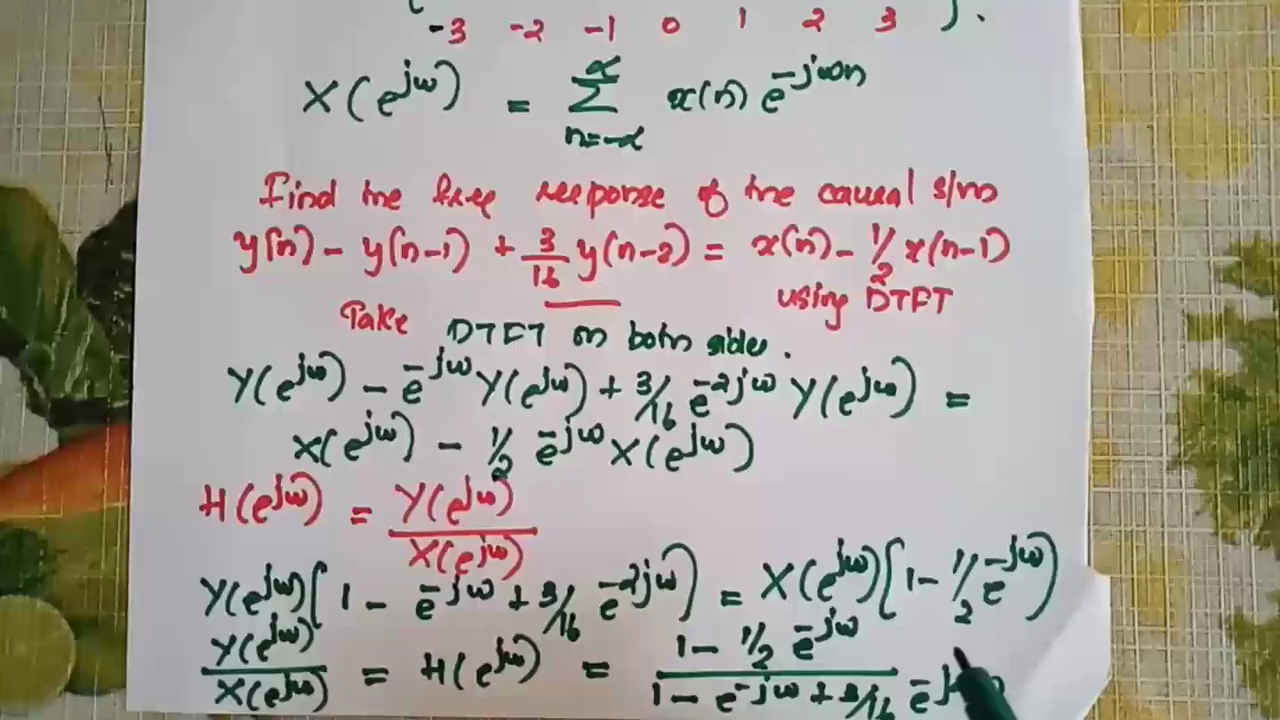 -3 -2 -1 0 1 2 3 }.
X(e^jω) = Σ_{n=-∞}^{∞} x(n) e^-jωn
Find the freq response of the causal s/m
y(n) - y(n-1) + 3/16 y(n-2) = x(n) - 1/2 x(n-1)
using DTFT
Take DTFT on both sides.
Y(e^jω) - e^-jω Y(e^jω) + 3/16 e^-2jω Y(e^jω) =
X(e^jω) - 1/2 e^-jω X(e^jω)
H(e^jω) = Y(e^jω) / X(e^jω)
Y(e^jω)[1 - e^-jω + 3/16 e^-2jω] = X(e^jω)[1 - 1/2 e^-jω]
Y(e^jω) / X(e^jω) = H(e^jω) = 1 - 1/2 e^-jω / 1 - e^-jω + 3/16 e^-j